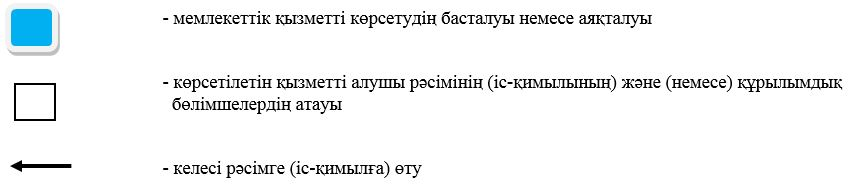 - мемлекеттік қызметті көрсетудің басталуы немесе аяқталуы
- көрсетілетін қызметті алушы рәсімінің (іс-қимылының) және (немесе) құрылымдық
бөлімшелердің атауы
- келесі рәсімге (іс-қимылға) өту